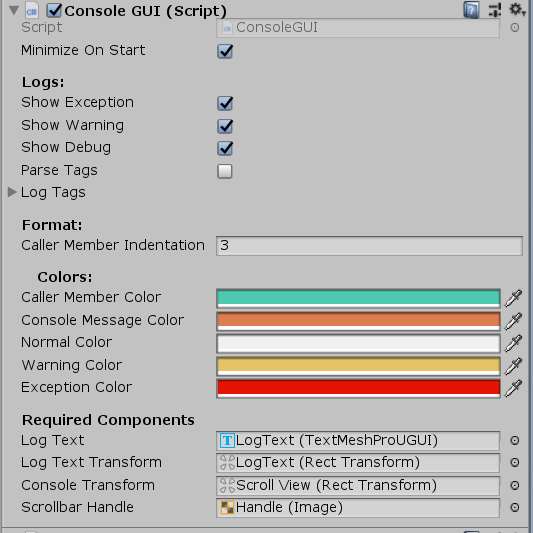 Console GUI (Script)
Script ConsoleGUI
Minimize On Start
Logs:
Show Exception
Show Warning
Show Debug
Parse Tags
Log Tags
Format:
Caller Member Indentation 3
Colors:
Caller Member Color
Console Message Color
Normal Color
Warning Color
Exception Color
Required Components
Log Text LogText (TextMeshProUGUI)
Log Text Transform LogText (Rect Transform)
Console Transform Scroll View (Rect Transform)
Scrollbar Handle Handle (Image)